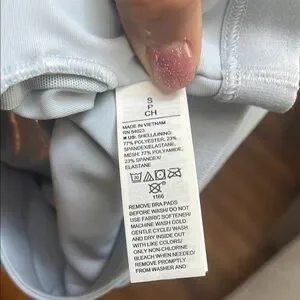 S
P
CH
MADE IN VIETNAM
RN 54023
US: SHELL/LINING:
77% POLYESTER, 23%
SPANDEX/ELASTANE,
MESH: 77% POLYAMIDE,
23% SPANDEX/
ELASTANE
1166
REMOVE BRA PADS
BEFORE WASH/ DO NOT
USE FABRIC SOFTENER/
MACHINE WASH COLD
GENTLE CYCLE/ WASH
AND DRY INSIDE OUT
WITH LIKE COLORS/
ONLY NON-CHLORINE
BLEACH WHEN NEEDED/
REMOVE PROMPTLY
FROM WASHER AND